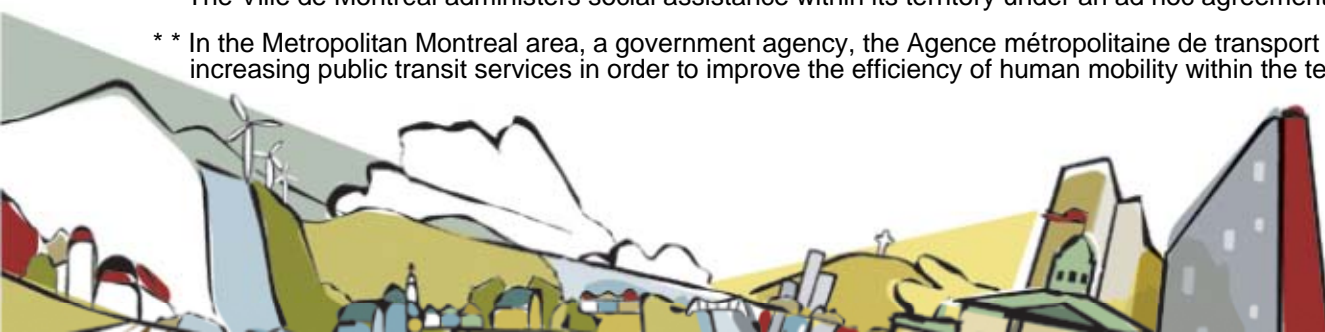 The Ville de Montréal administers social assistance within its territory under an ad hoc agreement
* * In the Metropolitan Montreal area, a government agency, the Agence métropolitaine de transport
increasing public transit services in order to improve the efficiency of human mobility within the te